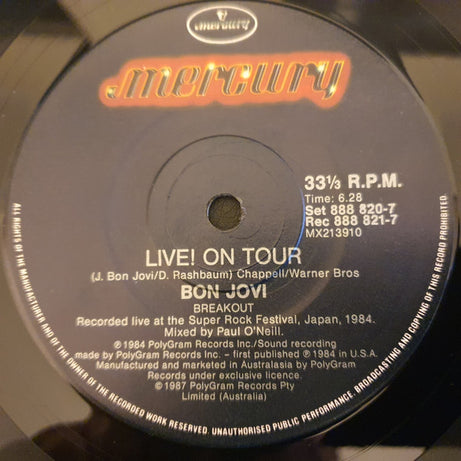 mercury
mercury
33⅓ R.P.M.
Time: 6.28
Set 888 820-7
Rec 888 821-7
MX213910
LIVE! ON TOUR
(J. Bon Jovi/D. Rashbaum) Chappell/Warner Bros
BON JOVI
BREAKOUT
Recorded live at the Super Rock Festival, Japan, 1984.
Mixed by Paul O'Neill.
℗1984 PolyGram Records Inc./Sound recording
made by PolyGram Records Inc. - first published ℗1984 in U.S.A.
Manufactured and marketed in Australasia by PolyGram
Records under exclusive licence.
©1987 PolyGram Records Pty
Limited (Australia)
ALL RIGHTS OF THE MANUFACTURER AND OF THE OWNER OF THE RECORDED WORK RESERVED. UNAUTHORISED PUBLIC PERFORMANCE, BROADCASTING AND COPYING OF THIS RECORD PROHIBITED.